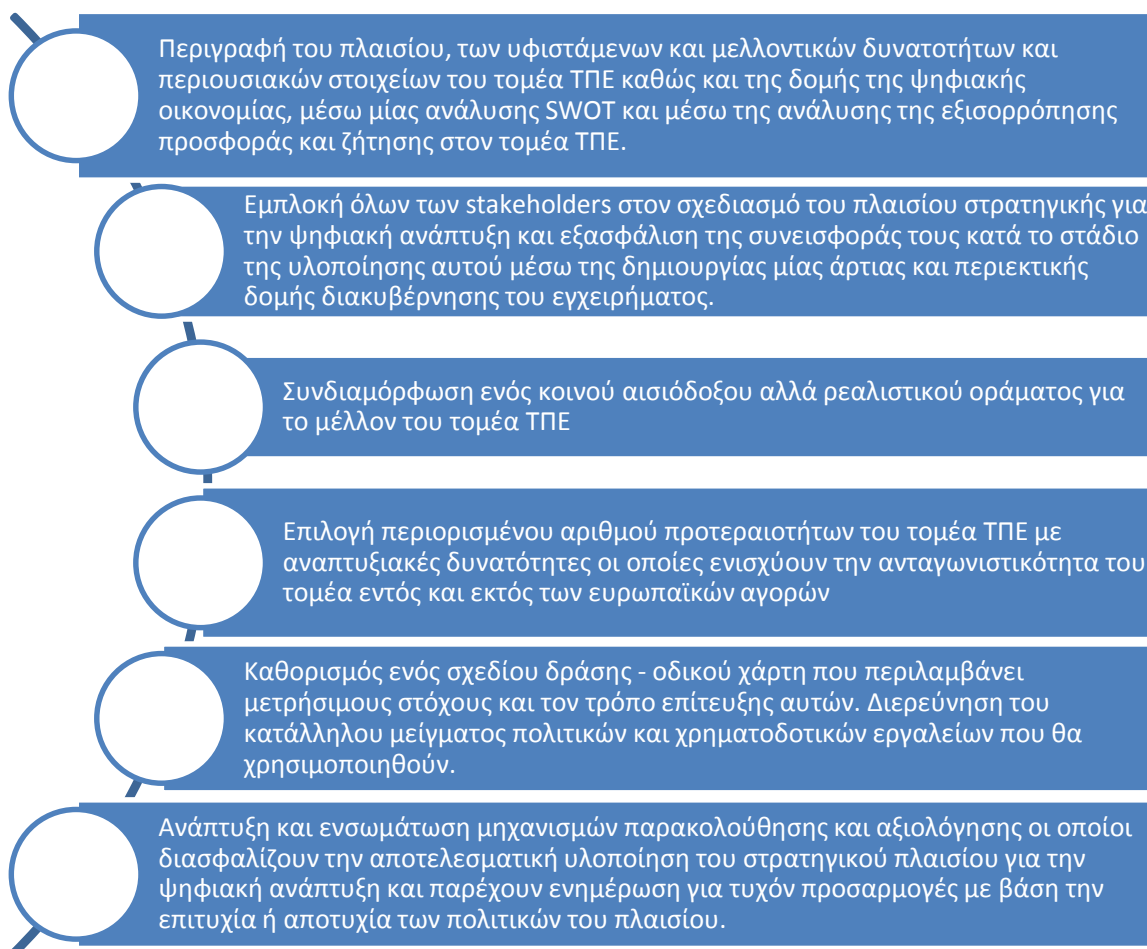 Περιγραφή του πλαισίου, των υφιστάμενων και μελλοντικών δυνατοτήτων και
περιουσιακών στοιχείων του τομέα ΤΠΕ καθώς και της δομής της ψηφιακής
οικονομίας, μέσω μίας ανάλυσης SWOT και μέσω της ανάλυσης της εξισορρόπησης
προσφοράς και ζήτησης στον τομέα ΤΠΕ.
Εμπλοκή όλων των stakeholders στον σχεδιασμό του πλαισίου στρατηγικής για
την ψηφιακή ανάπτυξη και εξασφάλιση της συνεισφοράς τους κατά το στάδιο
της υλοποίησης αυτού μέσω της δημιουργίας μίας άρτιας και περιεκτικής
δομής διακυβέρνησης του εγχειρήματος.
Συνδιαμόρφωση ενός κοινού αισιόδοξου αλλά ρεαλιστικού οράματος για
το μέλλον του τομέα ΤΠΕ
Επιλογή περιορισμένου αριθμού προτεραιοτήτων του τομέα ΤΠΕ με
αναπτυξιακές δυνατότητες οι οποίες ενισχύουν την ανταγωνιστικότητα του
τομέα εντός και εκτός των ευρωπαϊκών αγορών
Καθορισμός ενός σχεδίου δράσης - οδικού χάρτη που περιλαμβάνει
μετρήσιμους στόχους και τον τρόπο επίτευξης αυτών. Διερεύνηση του
κατάλληλου μείγματος πολιτικών και χρηματοδοτικών εργαλείων που θα
χρησιμοποιηθούν.
Ανάπτυξη και ενσωμάτωση μηχανισμών παρακολούθησης και αξιολόγησης οι οποίοι
διασφαλίζουν την αποτελεσματική υλοποίηση του στρατηγικού πλαισίου για την
ψηφιακή ανάπτυξη και παρέχουν ενημέρωση για τυχόν προσαρμογές με βάση την
επιτυχία ή αποτυχία των πολιτικών του πλαισίου.